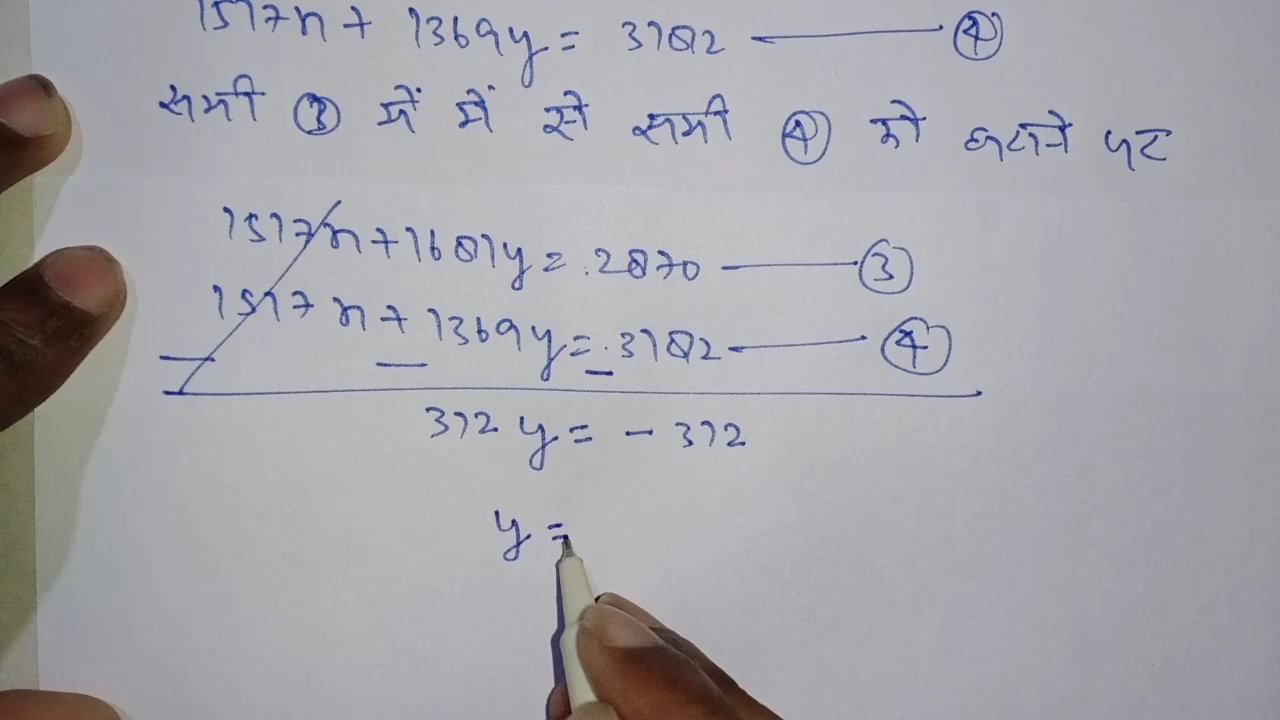 1517x + 1369y = 3182 ④
समी ③ में में से समी ④ को घटाने पर
1517x + 1681y = 2870 ③
1517x + 1369y = 3182 ④
312 y = - 312
y =